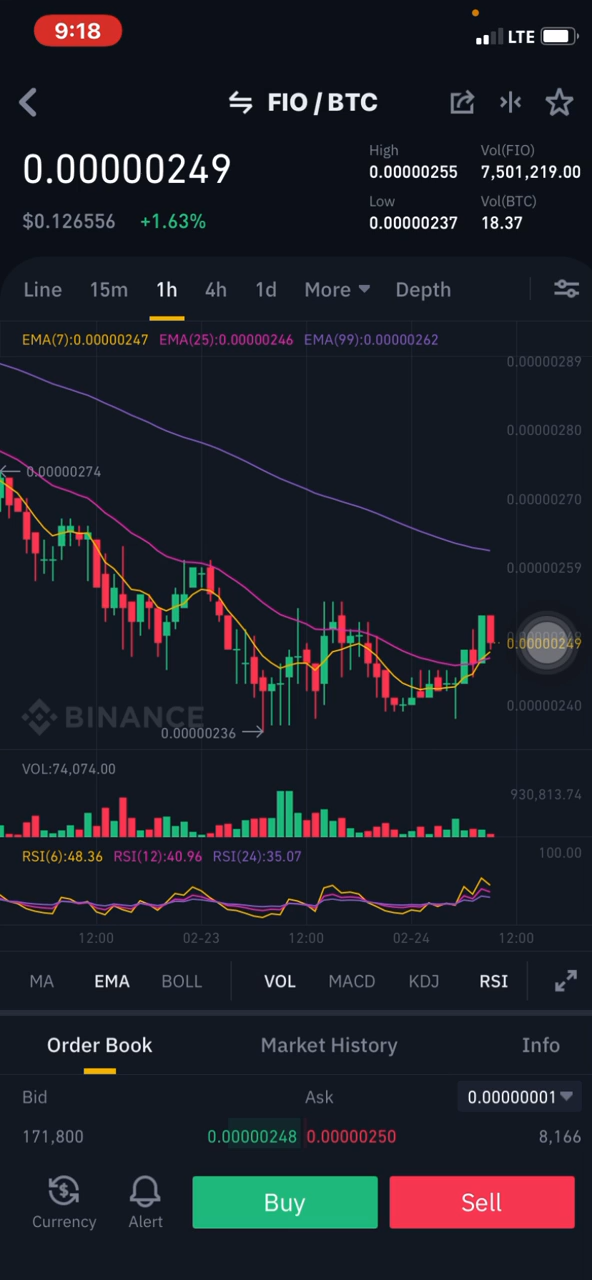 9:18
LTE
FIO / BTC
0.00000249
$0.126556 +1.63%
High
0.00000255
Low
0.00000237
Vol(FIO)
7,501,219.00
Vol(BTC)
18.37
Line 15m 1h 4h 1d More Depth
EMA(7):0.00000247 EMA(25):0.00000246 EMA(99):0.00000262
0.00000289
0.00000280
0.00000274
0.00000270
0.00000259
0.00000249
0.00000240
BINANCE
0.00000236
VOL:74,074.00
930,813.74
RSI(6):48.36 RSI(12):40.96 RSI(24):35.07
100.00
12:00 02-23 12:00 02-24 12:00
MA EMA BOLL VOL MACD KDJ RSI
Order Book Market History Info
Bid Ask 0.00000001
171,800 0.00000248 0.00000250 8,166
Currency Alert Buy Sell